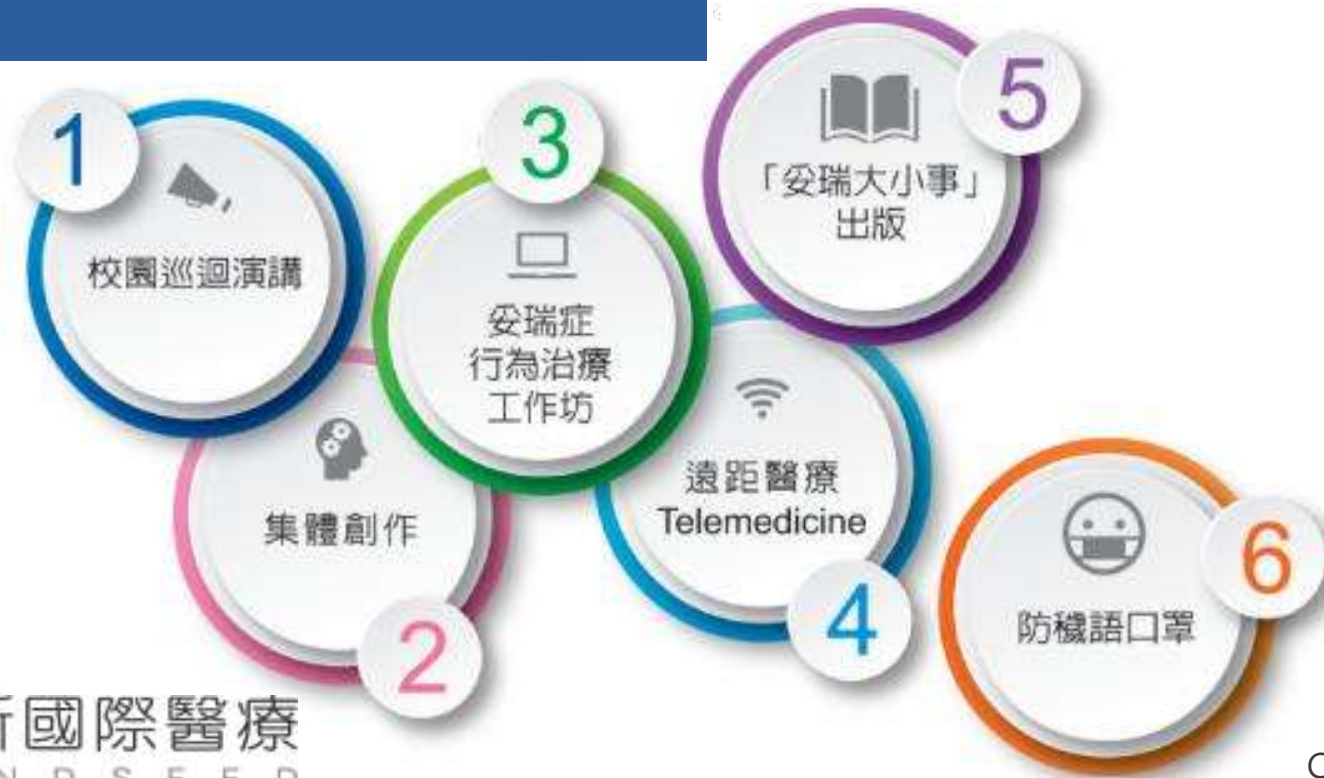 1
校園巡迴演講
2
集體創作
3
妥瑞症
行為治療
工作坊
4
遠距醫療
Telemedicine
5
「妥瑞大小事」
出版
6
防穢語口罩
國際醫療
N D S E E D